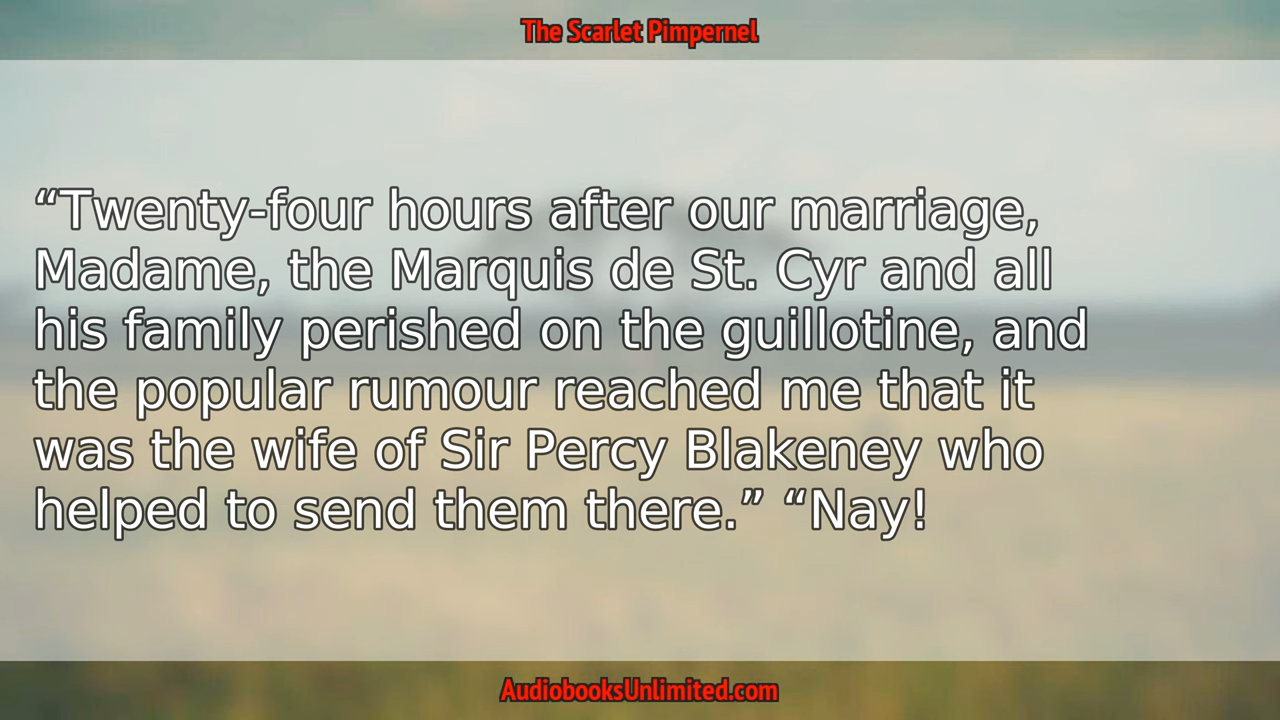 The Scarlet Pimpernel
“Twenty-four hours after our marriage,
Madame, the Marquis de St. Cyr and all
his family perished on the guillotine, and
the popular rumour reached me that it
was the wife of Sir Percy Blakeney who
helped to send them there.” “Nay!
AudiobooksUnlimited.com